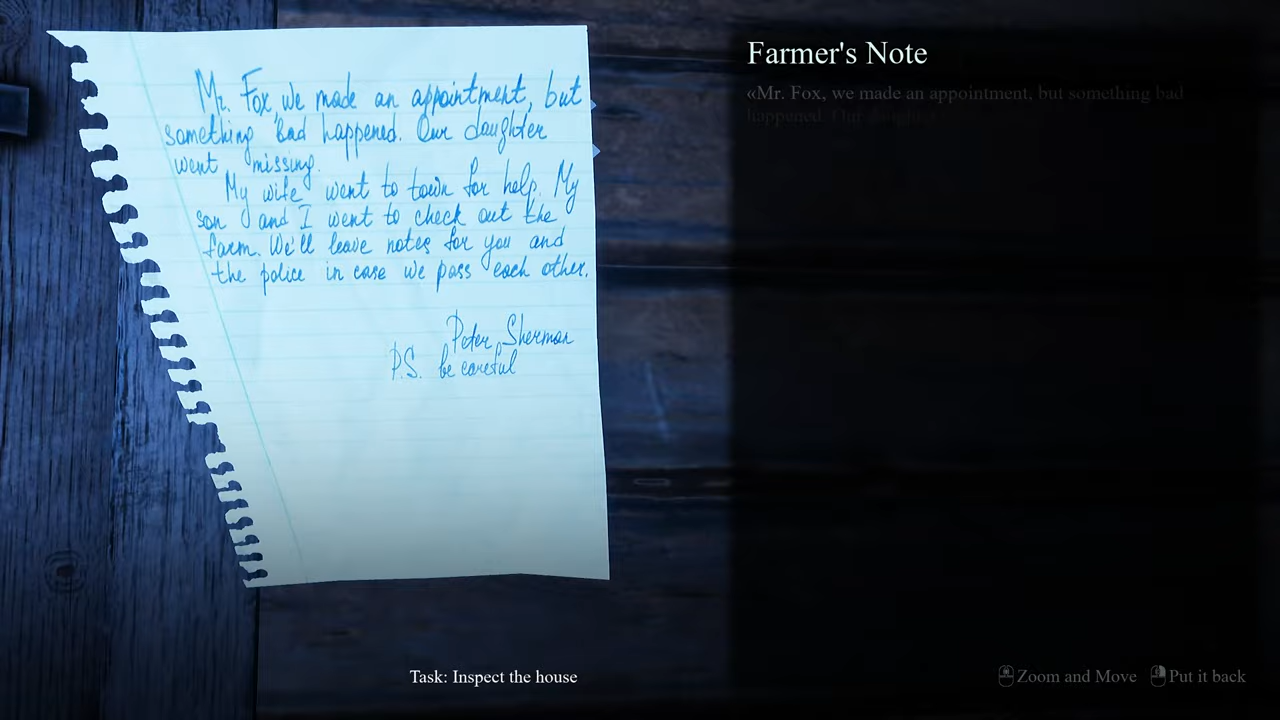 Mr. Fox, we made an appointment, but
something bad happened. Our daughter
went missing.
My wife went to town for help. My
son and I went to check out the
farm. We'll leave notes for you and
the police in case we pass each other.
Peter Sherman
P.S. be careful
Farmer's Note
«Mr. Fox, we made an appointment, but something bad
happened. Our daughter
Task: Inspect the house
Zoom and Move Put it back